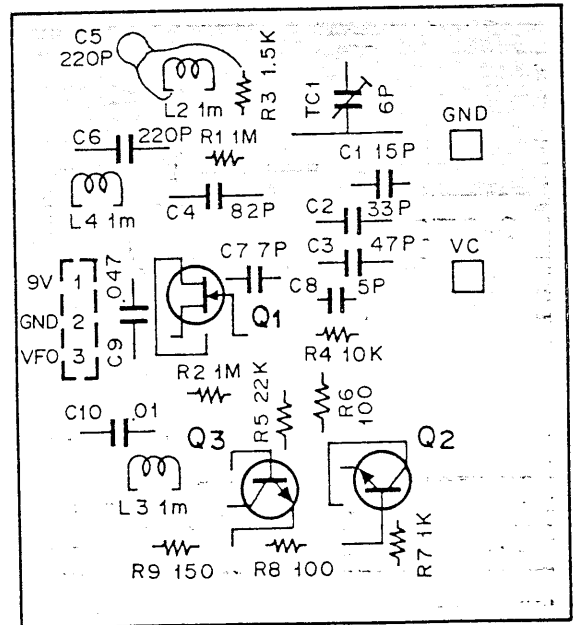 C5
220P
L2 1m
R3 1.5K
TC1
6P
GND
C6 220P
R1 1M
C1 15P
L4 1m
C4 82P
C2 33P
C3 47P
VC
C7 7P
C8 5P
9V 1
GND 2
VFO 3
.047
C9
Q1
R4 10K
R2 1M
R5 22K
R6
100
C10 .01
Q3
Q2
L3 1m
R9 150
R8 100
R7 1K